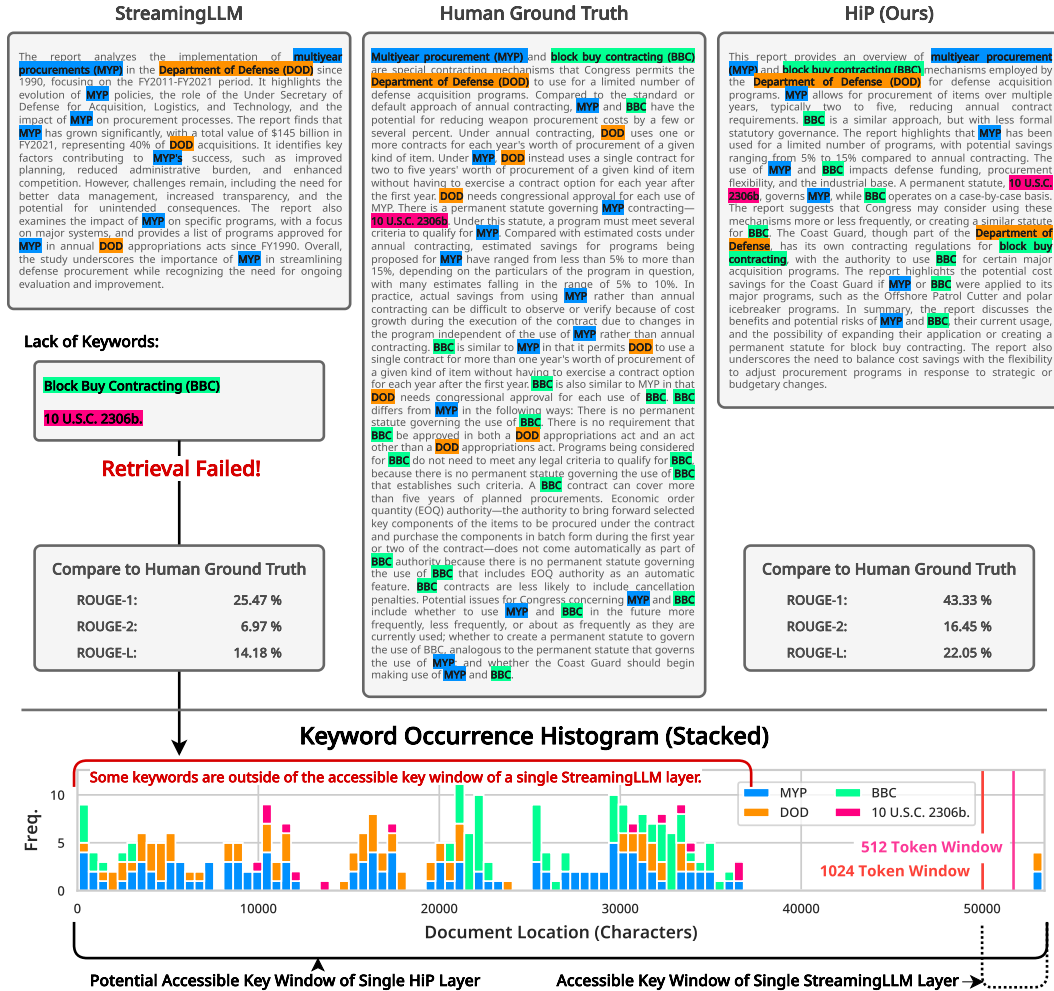 StreamingLLM
The report analyzes the implementation of multiyear
procurements (MYP) in the Department of Defense (DOD) since
1990, focusing on the FY2011-FY2021 period. It highlights the
evolution of MYP policies, the role of the Under Secretary of
Defense for Acquisition, Logistics, and Technology, and the
impact of MYP on procurement processes. The report finds that
MYP has grown significantly, with a total value of $145 billion in
FY2021, representing 40% of DOD acquisitions. It identifies key
factors contributing to MYP's success, such as improved
planning, reduced administrative burden, and enhanced
competition. However, challenges remain, including the need for
better data management, increased transparency, and the
potential for unintended consequences. The report also
examines the impact of MYP on specific programs, with a focus
on major systems, and provides a list of programs approved for
MYP in annual DOD appropriations acts since FY1990. Overall,
the study underscores the importance of MYP in streamlining
defense procurement while recognizing the need for ongoing
evaluation and improvement.
Lack of Keywords:
Block Buy Contracting (BBC)
10 U.S.C. 2306b.
Retrieval Failed!
Compare to Human Ground Truth
ROUGE-1: 25.47 %
ROUGE-2: 6.97 %
ROUGE-L: 14.18 %
Human Ground Truth
Multiyear procurement (MYP) and block buy contracting (BBC)
are special contracting mechanisms that Congress permits the
Department of Defense (DOD) to use for a limited number of
defense acquisition programs. Compared to the standard or
default approach of annual contracting, MYP and BBC have the
potential for reducing weapon procurement costs by a few or
several percent. Under annual contracting, DOD uses one or
more contracts for each year's worth of procurement of a given
kind of item. Under MYP, DOD instead uses a single contract for
two to five years' worth of procurement of a given kind of item
without having to exercise a contract option for each year after
the first year. DOD needs congressional approval for each use of
MYP. There is a permanent statute governing MYP contracting—
10 U.S.C. 2306b. Under this statute, a program must meet several
criteria to qualify for MYP. Compared with estimated costs under
annual contracting, estimated savings for programs being
proposed for MYP have ranged from less than 5% to more than
15%, depending on the particulars of the program in question,
with many estimates falling in the range of 5% to 10%. In
practice, actual savings from using MYP rather than annual
contracting can be difficult to observe or verify because of cost
growth during the execution of the contract due to changes in
the program independent of the use of MYP rather than annual
contracting. BBC is similar to MYP in that it permits DOD to use a
single contract for more than one year's worth of procurement of
a given kind of item without having to exercise a contract option
for each year after the first year. BBC is also similar to MYP in that
DOD needs congressional approval for each use of BBC. BBC
differs from MYP in the following ways: There is no permanent
statute governing the use of BBC. There is no requirement that
BBC be approved in both a DOD appropriations act and an act
other than a DOD appropriations act. Programs being considered
for BBC do not need to meet any legal criteria to qualify for BBC,
because there is no permanent statute governing the use of BBC
that establishes such criteria. A BBC contract can cover more
than five years of planned procurements. Economic order
quantity (EOQ) authority—the authority to bring forward selected
key components of the items to be procured under the contract
and purchase the components in batch form during the first year
or two of the contract—does not come automatically as part of
BBC authority because there is no permanent statute governing
the use of BBC that includes EOQ authority as an automatic
feature. BBC contracts are less likely to include cancellation
penalties. Potential issues for Congress concerning MYP and BBC
include whether to use MYP and BBC in the future more
frequently, less frequently, or about as frequently as they are
currently used; whether to create a permanent statute to govern
the use of BBC, analogous to the permanent statute that governs
the use of MYP; and whether the Coast Guard should begin
making use of MYP and BBC.
HiP (Ours)
This report provides an overview of multiyear procurement
(MYP) and block buy contracting (BBC) mechanisms employed by
the Department of Defense (DOD) for defense acquisition
programs. MYP allows for procurement of items over multiple
years, typically two to five, reducing annual contract
requirements. BBC is a similar approach, but with less formal
statutory governance. The report highlights that MYP has been
used for a limited number of programs, with potential savings
ranging from 5% to 15% compared to annual contracting. The
use of MYP and BBC impacts defense funding, procurement
flexibility, and the industrial base. A permanent statute, 10 U.S.C.
2306b, governs MYP, while BBC operates on a case-by-case basis.
The report suggests that Congress may consider using these
mechanisms more or less frequently, or creating a similar statute
for BBC. The Coast Guard, though part of the Department of
Defense, has its own contracting regulations for block buy
contracting, with the authority to use BBC for certain major
acquisition programs. The report highlights the potential cost
savings for the Coast Guard if MYP or BBC were applied to its
major programs, such as the Offshore Patrol Cutter and polar
icebreaker programs. In summary, the report discusses the
benefits and potential risks of MYP and BBC, their current usage,
and the possibility of expanding their application or creating a
permanent statute for block buy contracting. The report also
underscores the need to balance cost savings with the flexibility
to adjust procurement programs in response to strategic or
budgetary changes.
Compare to Human Ground Truth
ROUGE-1: 43.33 %
ROUGE-2: 16.45 %
ROUGE-L: 22.05 %
Keyword Occurrence Histogram (Stacked)
Some keywords are outside of the accessible key window of a single StreamingLLM layer.
MYP BBC
DOD 10 U.S.C. 2306b.
512 Token Window
1024 Token Window
Freq.
10
5
0
0 10000 20000 30000 40000 50000
Document Location (Characters)
Potential Accessible Key Window of Single HiP Layer
Accessible Key Window of Single StreamingLLM Layer